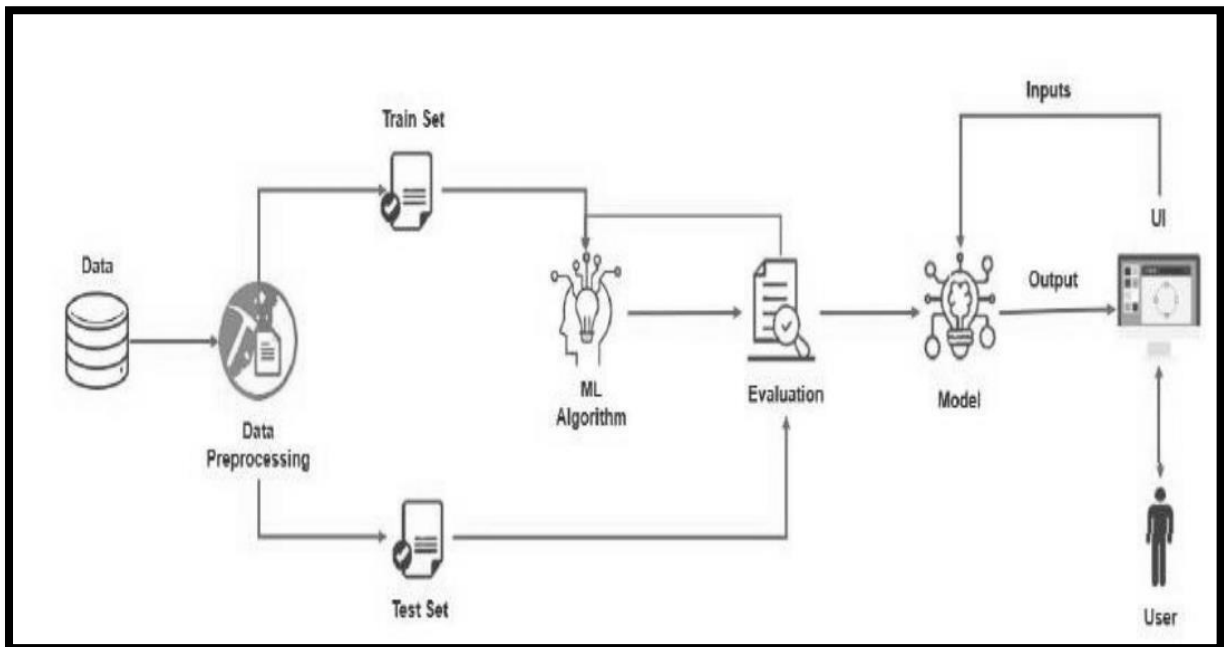 Inputs
Train Set
UI
Data
Output
ML
Algorithm
Evaluation
Model
Data
Preprocessing
Test Set
User